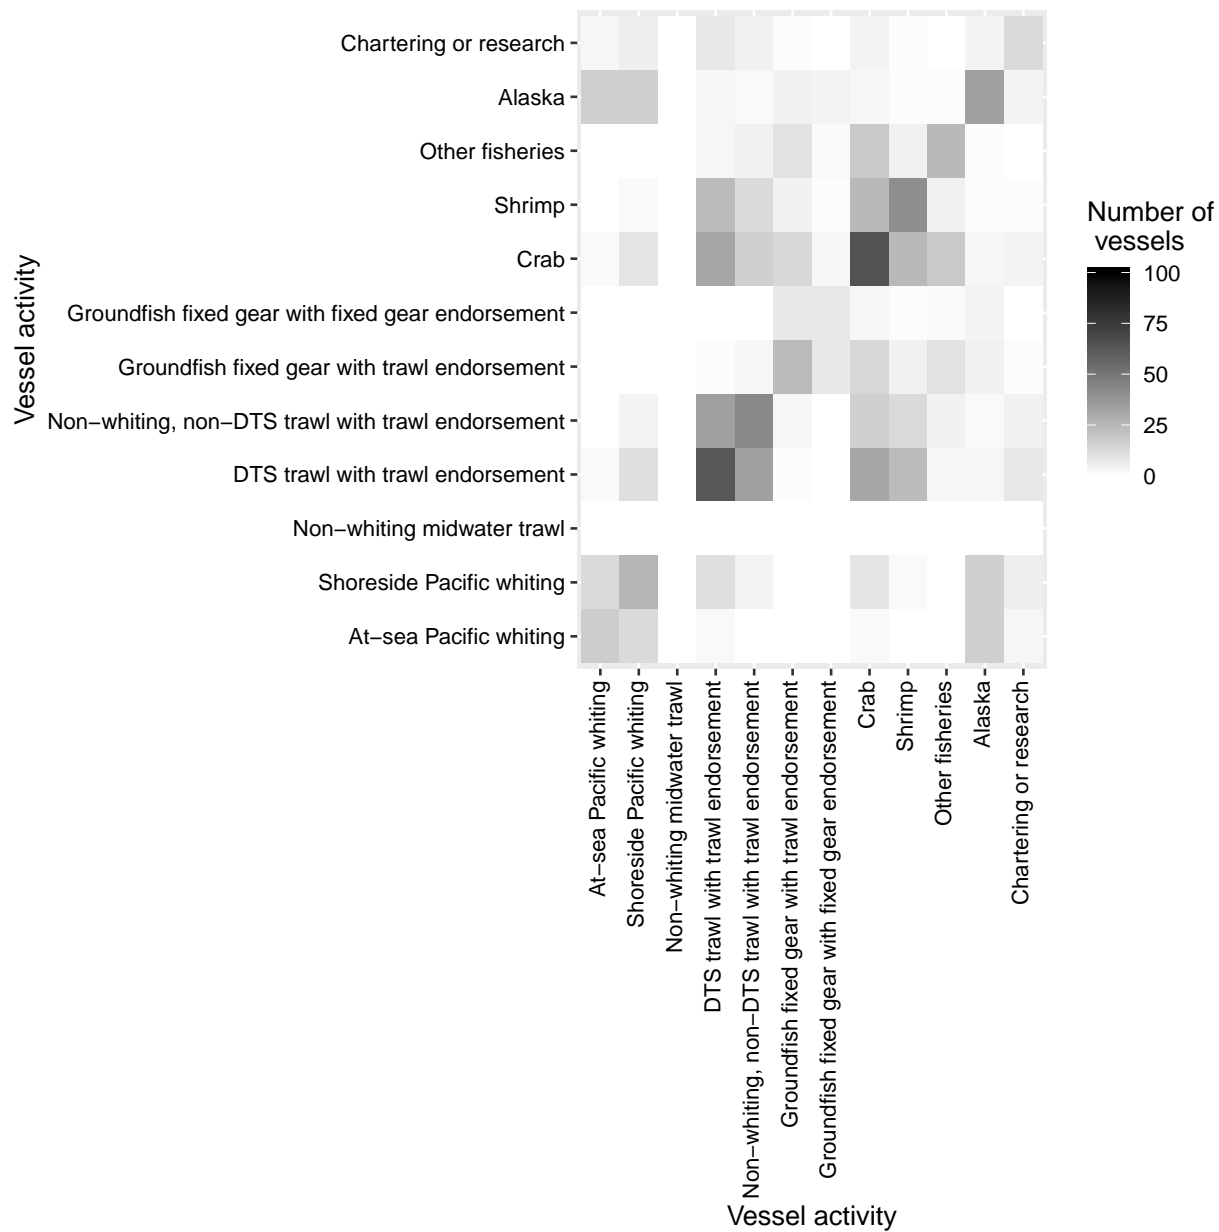 Chartering or research
Alaska
Other fisheries
Shrimp
Crab
Groundfish fixed gear with fixed gear endorsement
Groundfish fixed gear with trawl endorsement
Non−whiting, non−DTS trawl with trawl endorsement
DTS trawl with trawl endorsement
Non−whiting midwater trawl
Shoreside Pacific whiting
At−sea Pacific whiting
Vessel activity
At−sea Pacific whiting
Shoreside Pacific whiting
Non−whiting midwater trawl
DTS trawl with trawl endorsement
Non−whiting, non−DTS trawl with trawl endorsement
Groundfish fixed gear with trawl endorsement
Groundfish fixed gear with fixed gear endorsement
Crab
Shrimp
Other fisheries
Alaska
Chartering or research
Vessel activity
Number of
vessels
100
75
50
25
0